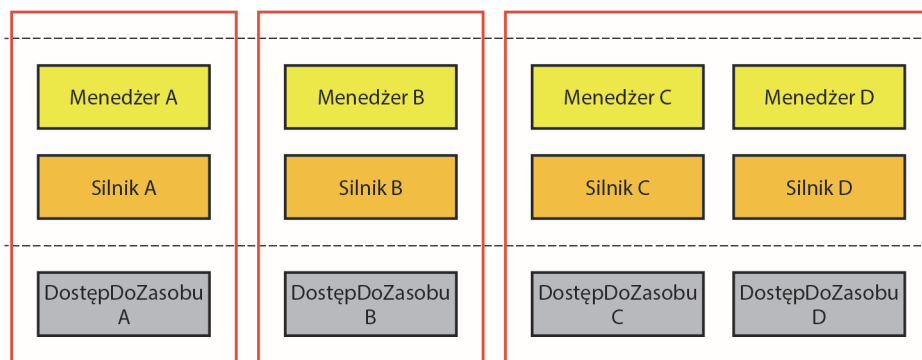 Menedżer A
Menedżer B
Menedżer C
Menedżer D
Silnik A
Silnik B
Silnik C
Silnik D
DostępDoZasobu
A
DostępDoZasobu
B
DostępDoZasobu
C
DostępDoZasobu
D